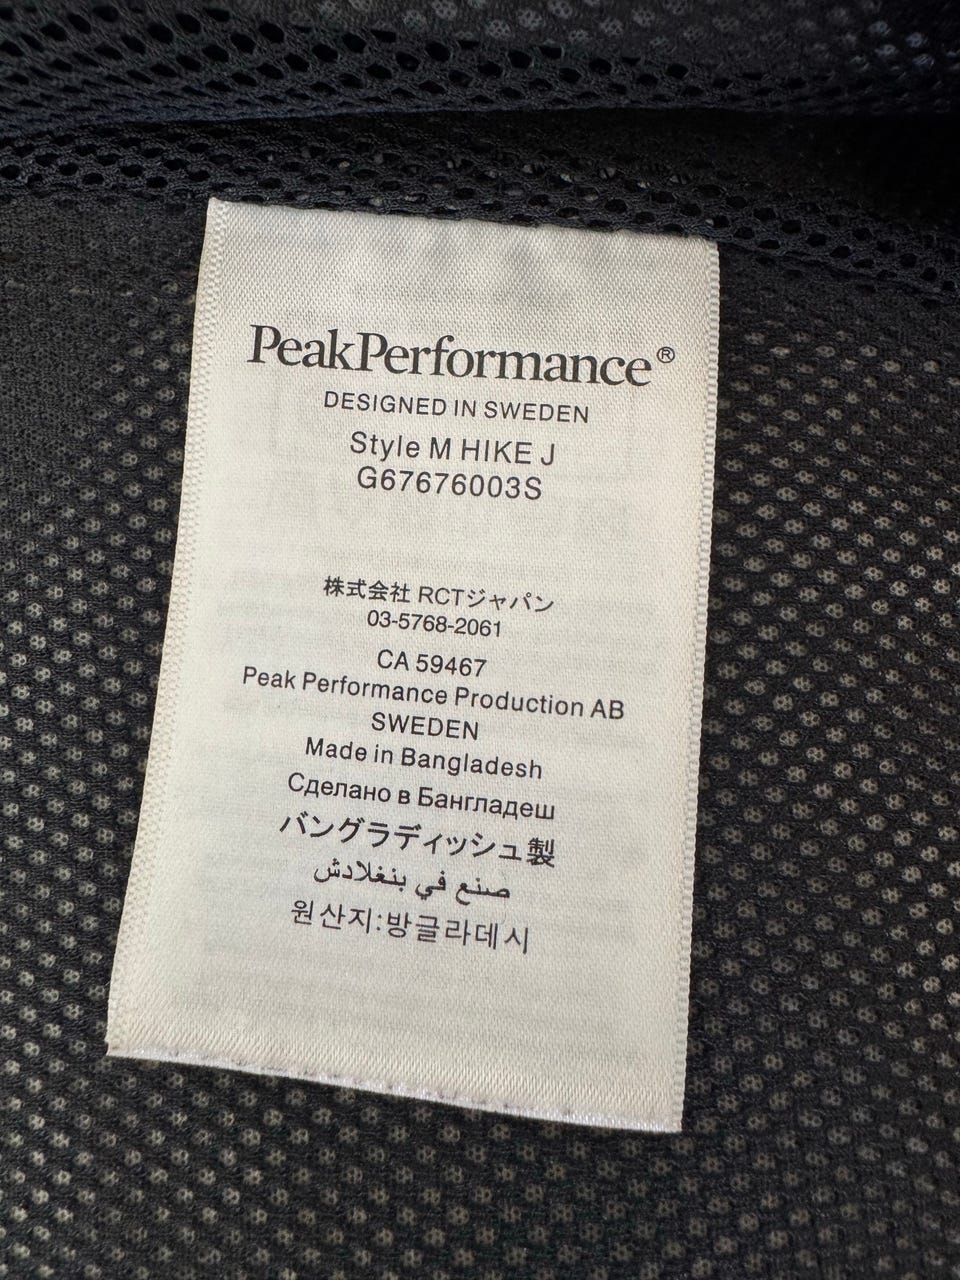 PeakPerformance®
DESIGNED IN SWEDEN
Style M HIKE J
G67676003S
株式会社 RCTジャパン
03-5768-2061
CA 59467
Peak Performance Production AB
SWEDEN
Made in Bangladesh
Сделано в Бангладеш
バングラディッシュ製
صنع في بنغلادش
원산지:방글라데시